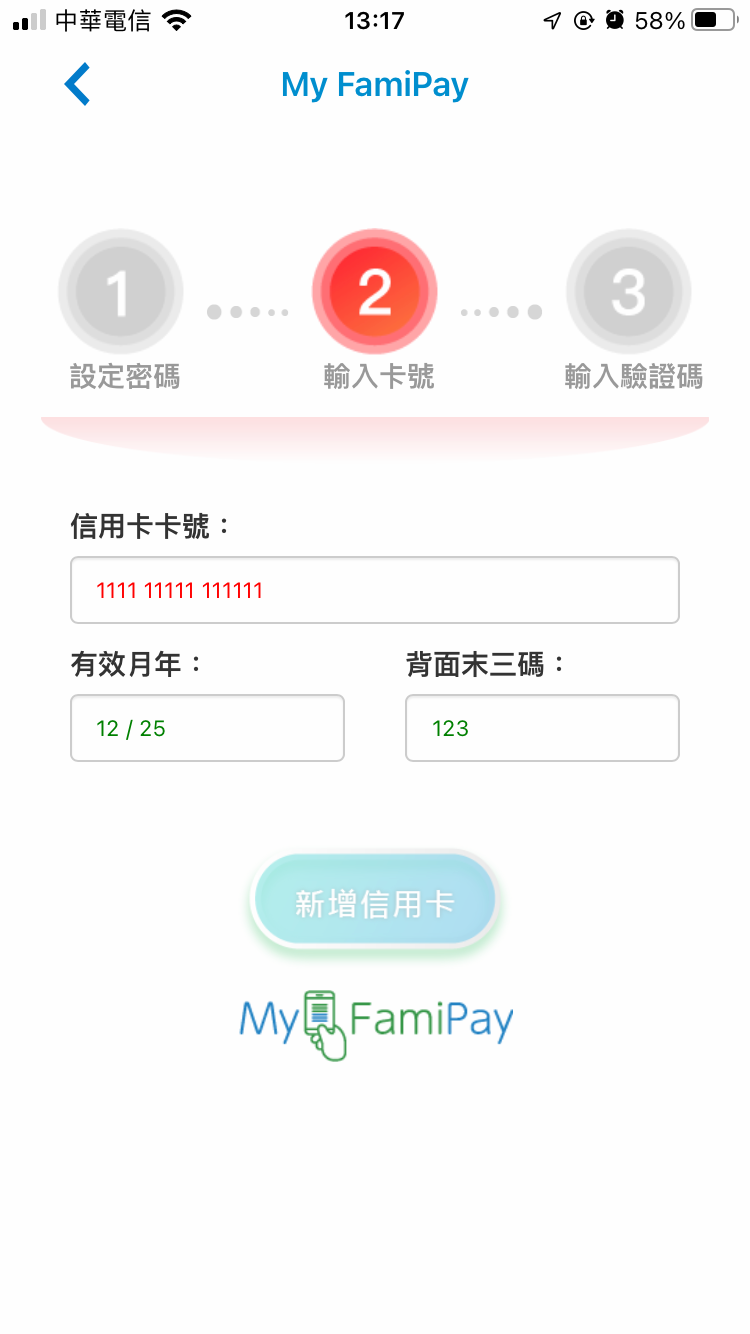 中華電信 13:17 58%
My FamiPay
1 2 3
設定密碼 輸入卡號 輸入驗證碼
信用卡卡號：
1111 11111 111111
有效月年： 背面末三碼：
12 / 25 123
新增信用卡
My FamiPay